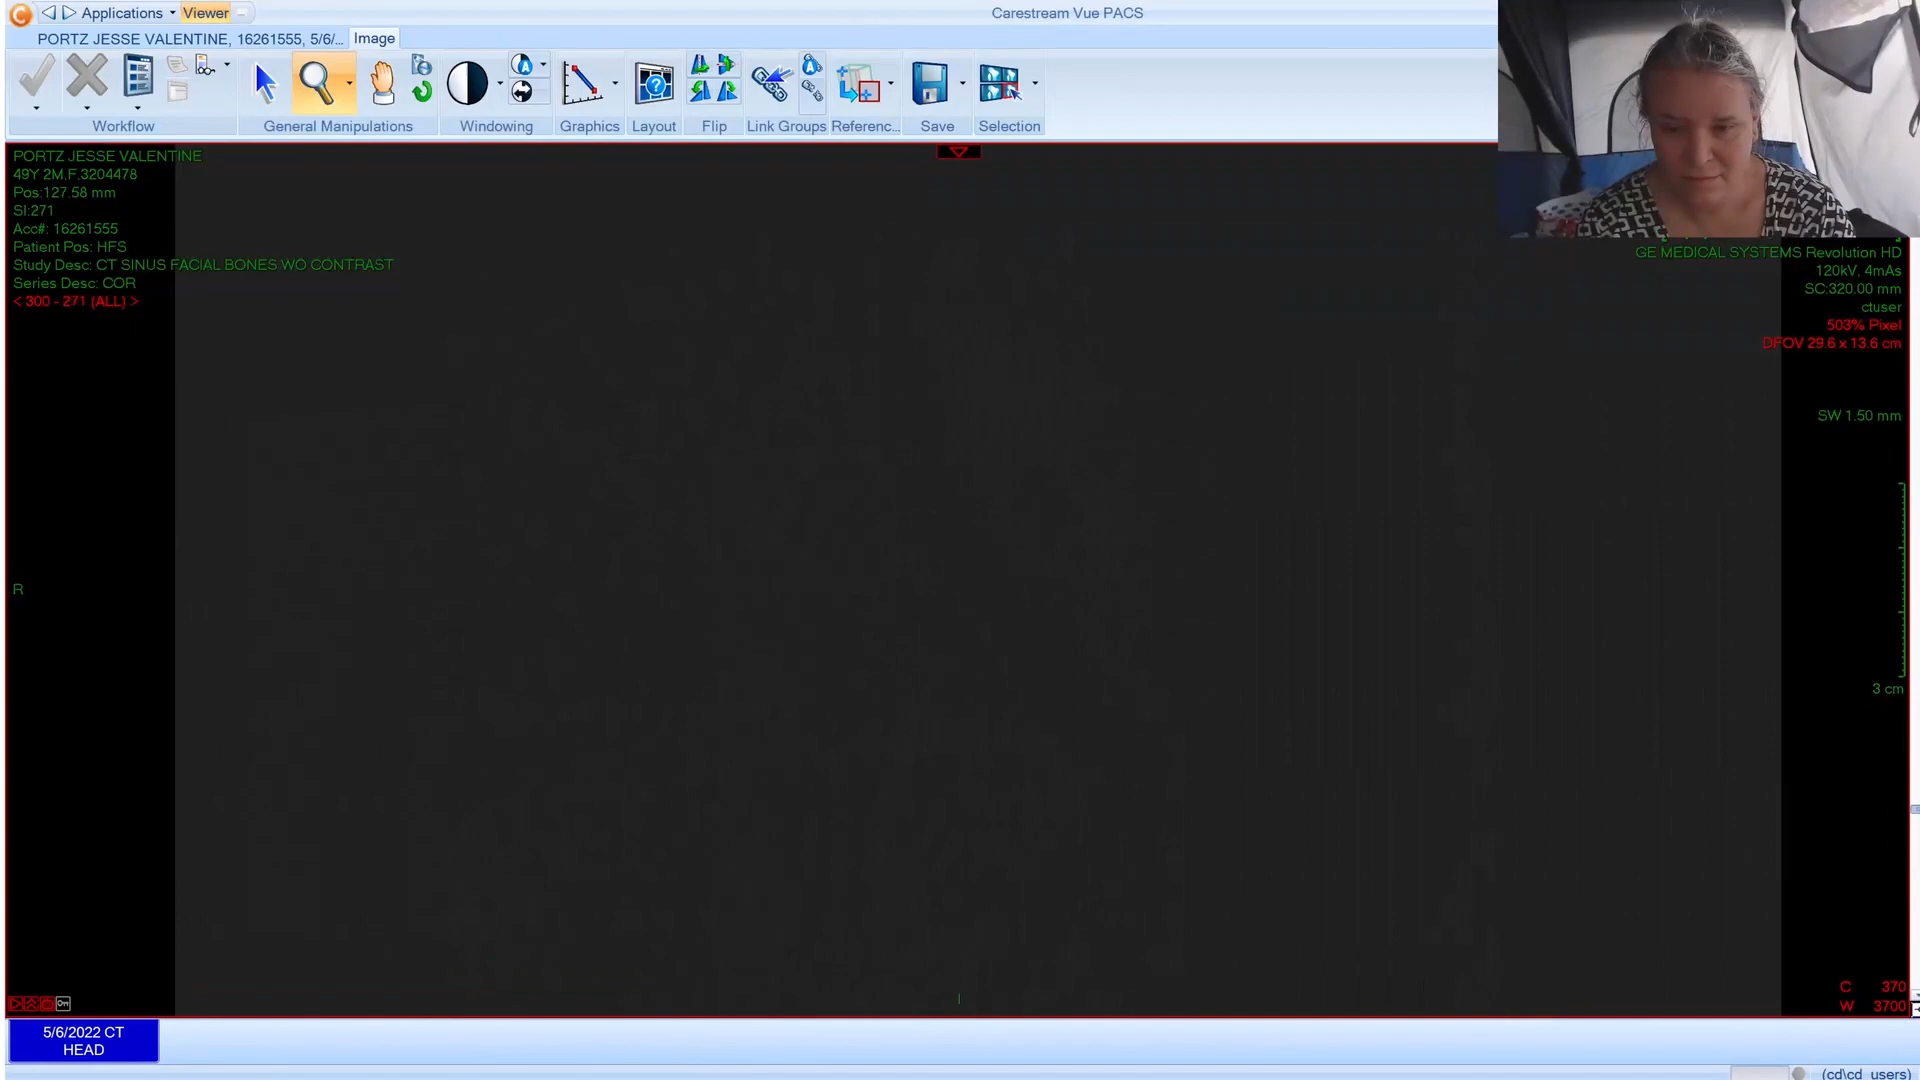 Applications
Viewer
Carestream Vue PACS
PORTZ JESSE VALENTINE, 16261555, 5/6/...
Image
Workflow
General Manipulations
Windowing
Graphics
Layout
Flip
Link Groups
Referenc...
Save
Selection
PORTZ JESSE VALENTINE
49Y 2M,F,3204478
Pos:127.58 mm
SI:271
Acc#: 16261555
Patient Pos: HFS
Study Desc: CT SINUS FACIAL BONES WO CONTRAST
Series Desc: COR
< 300 - 271 (ALL) >
GE MEDICAL SYSTEMS Revolution HD
120kV, 4mAs
SC:320.00 mm
ctuser
503% Pixel
DFOV 29.6 x 13.6 cm
SW 1.50 mm
R
3 cm
C 370
W 3700
5/6/2022 CT
HEAD
(cd\cd_users)